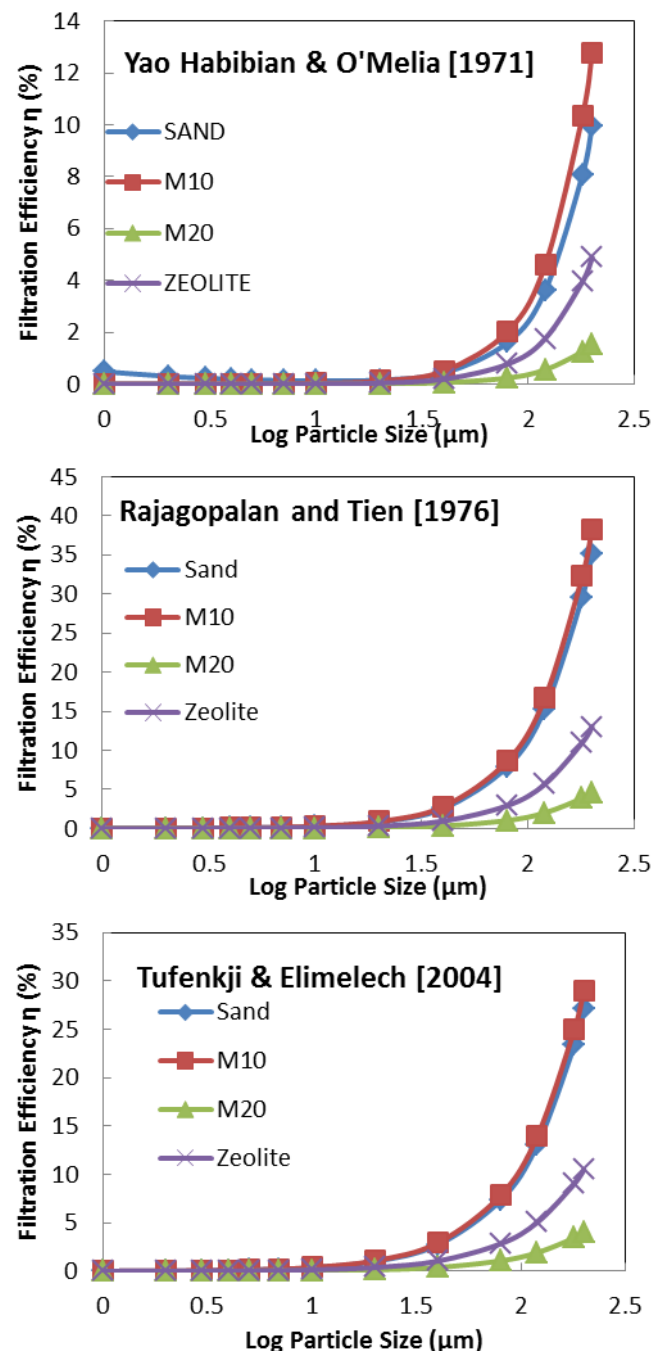 14
Yao Habibian & O'Melia [1971]
12
10
SAND
8
M10
6
M20
4
ZEOLITE
2
0
Filtration Efficiency η (%)
0 0.5 1 1.5 2 2.5
Log Particle Size (µm)
45
40
Rajagopalan and Tien [1976]
35
Sand
30
M10
25
20
M20
15
Zeolite
10
5
0
Filtration Efficiency η (%)
0 0.5 1 1.5 2 2.5
Log Particle Size (µm)
35
Tufenkji & Elimelech [2004]
30
Sand
25
M10
20
15
M20
10
Zeolite
5
0
Filtration Efficiency η (%)
0 0.5 1 1.5 2 2.5
Log Particle Size (µm)